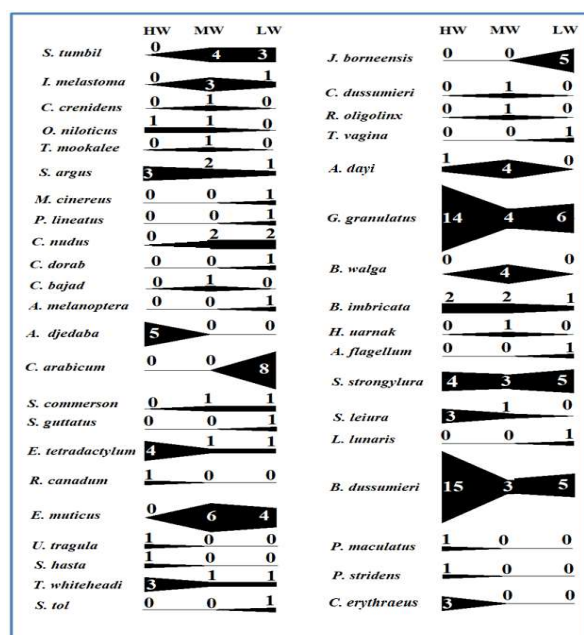 HW MW LW
S. tumbil 0 4 3
I. melastoma 0 3 1
C. crenidens 0 1 0
O. niloticus 1 1 0
T. mookalee 0 1 0
S. argus 3 2 1
M. cinereus 0 0 1
P. lineatus 0 0 1
C. nudus 0 2 2
C. dorab 0 0 1
C. bajad 0 1 0
A. melanoptera 0 0 1
A. djedaba 5 0 0
C. arabicum 0 0 8
S. commerson 0 1 1
S. guttatus 0 0 1
E. tetradactylum 4 1 1
R. canadum 1 0 0
E. muticus 0 6 4
U. tragula 1 0 0
S. hasta 1 0 0
T. whiteheadi 3 1 1
S. tol 0 0 1
HW MW LW
J. borneensis 0 0 5
C. dussumieri 0 1 0
R. oligolinx 0 1 0
T. vagina 0 0 1
A. dayi 1 4 0
G. granulatus 14 4 6
B. walga 0 4 0
B. imbricata 2 2 1
H. uarnak 0 1 0
A. flagellum 0 0 1
S. strongylura 4 3 5
S. leiura 3 1 0
L. lunaris 0 0 1
B. dussumieri 15 3 5
P. maculatus 1 0 0
P. stridens 1 0 0
C. erythraeus 3 0 0